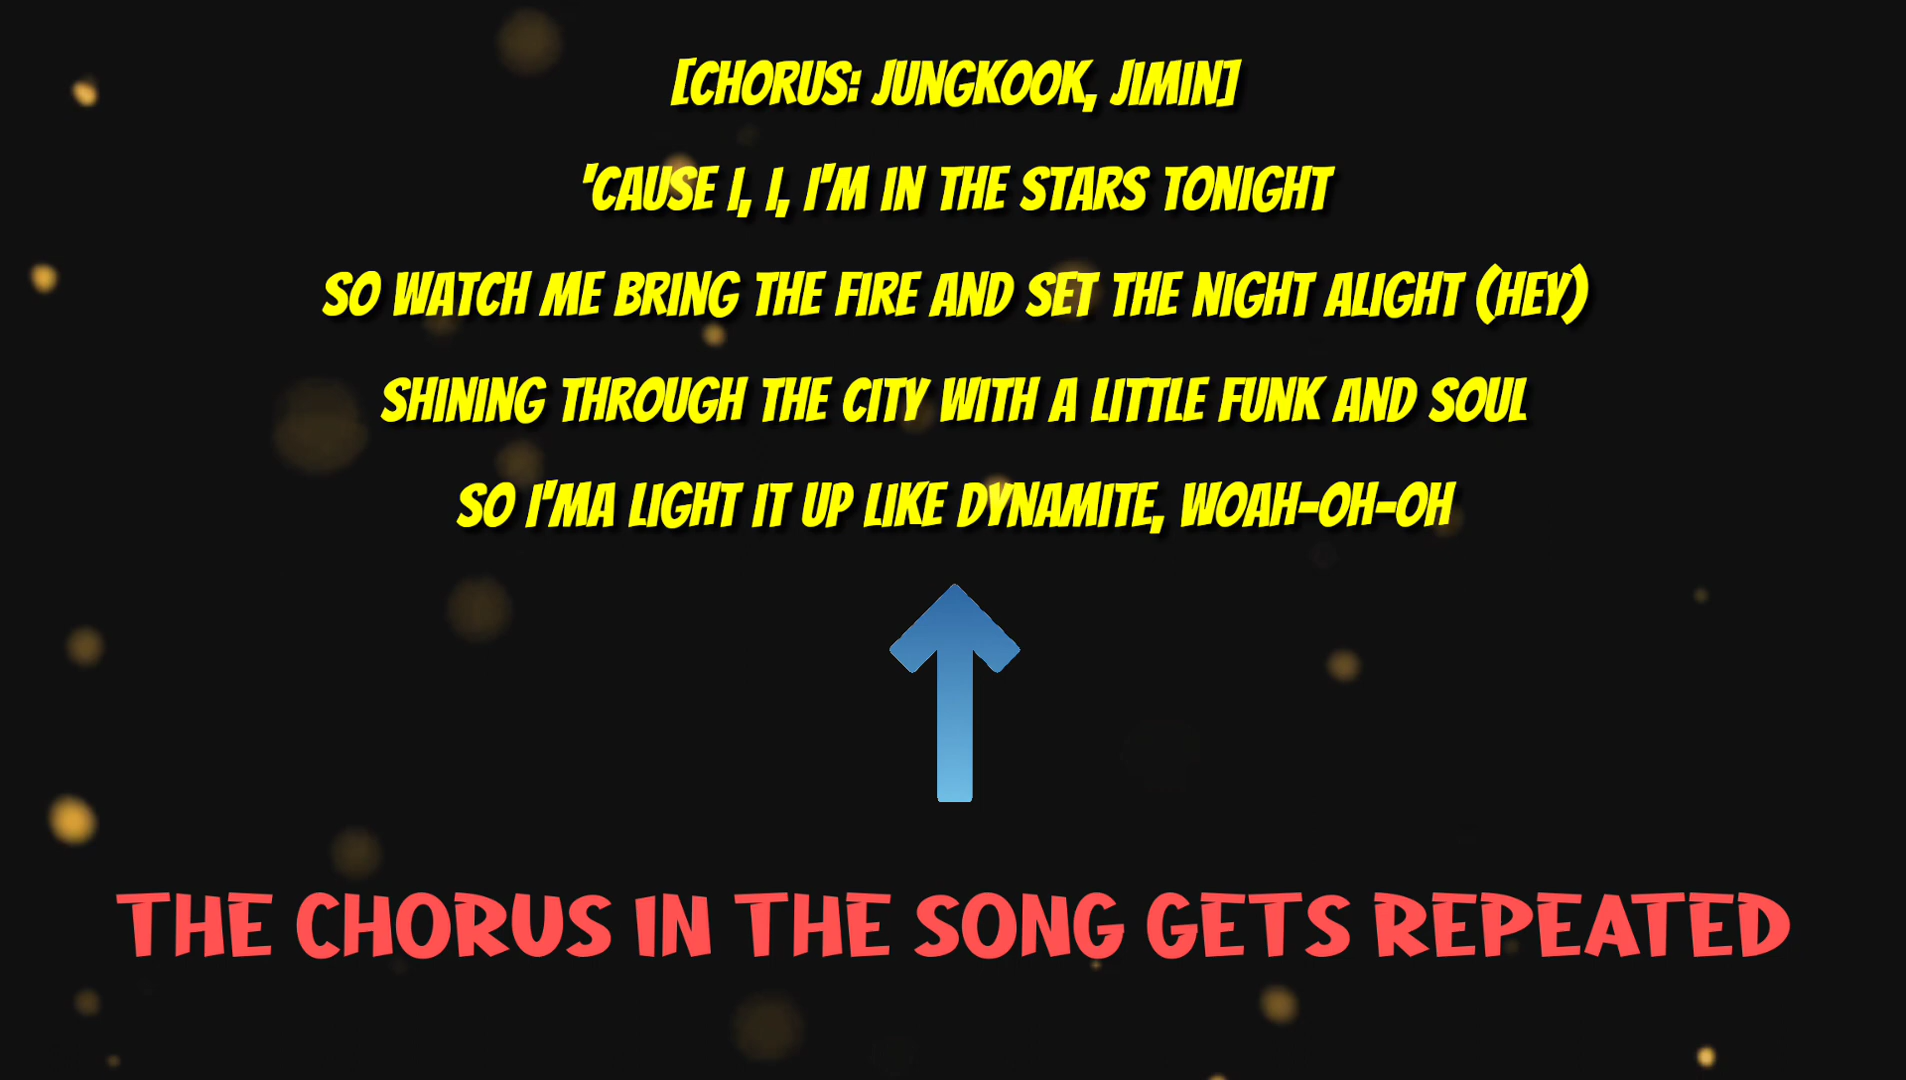 [CHORUS: JUNGKOOK, JIMIN]
'CAUSE I, I, I'M IN THE STARS TONIGHT
SO WATCH ME BRING THE FIRE AND SET THE NIGHT ALIGHT (HEY)
SHINING THROUGH THE CITY WITH A LITTLE FUNK AND SOUL
SO I'MA LIGHT IT UP LIKE DYNAMITE, WOAH-OH-OH
THE CHORUS IN THE SONG GETS REPEATED